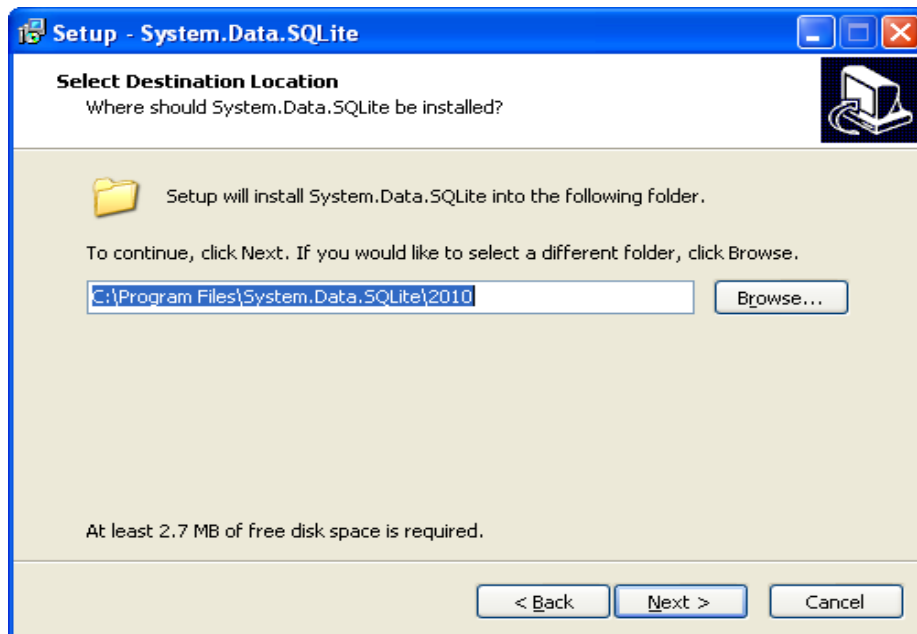 Setup - System.Data.SQLite
Select Destination Location
Where should System.Data.SQLite be installed?
Setup will install System.Data.SQLite into the following folder.
To continue, click Next. If you would like to select a different folder, click Browse.
C:\Program Files\System.Data.SQLite\2010
Browse...
At least 2.7 MB of free disk space is required.
< Back
Next >
Cancel